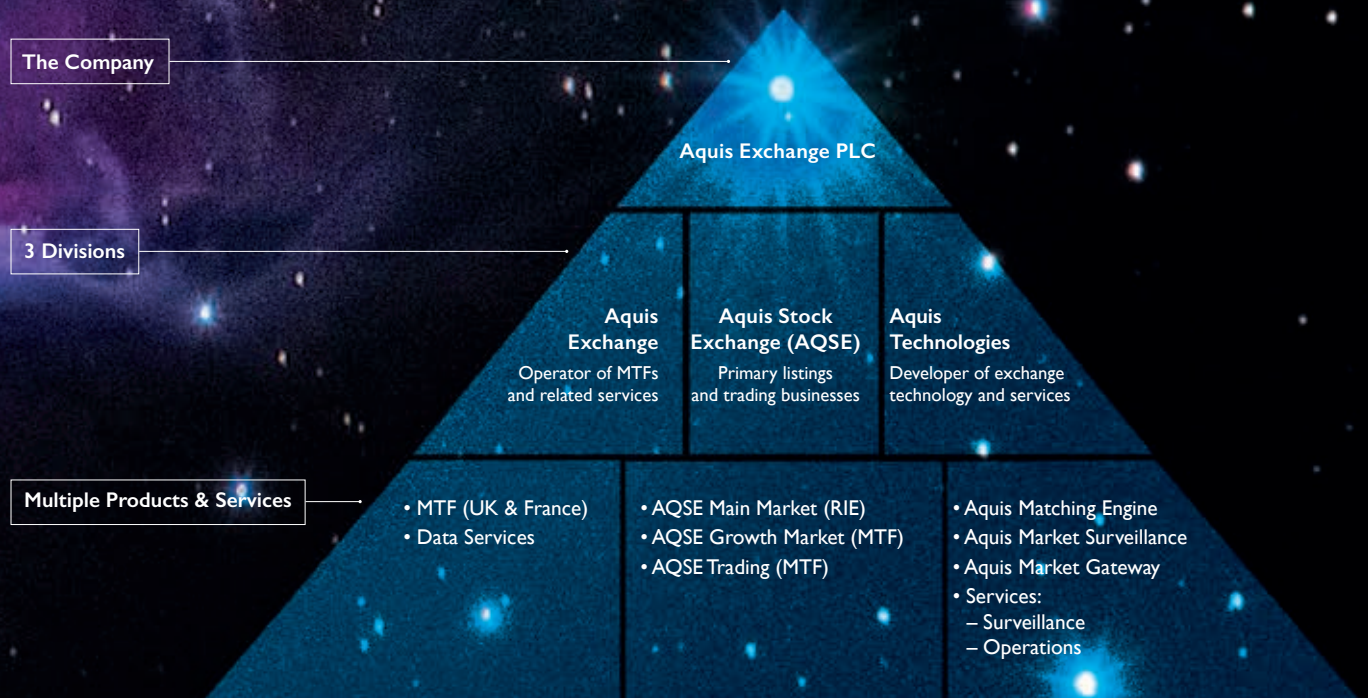 The Company
Aquis Exchange PLC
3 Divisions
Aquis
Exchange
Operator of MTFs
and related services
Aquis Stock
Exchange (AQSE)
Primary listings
and trading businesses
Aquis
Technologies
Developer of exchange
technology and services
Multiple Products & Services
• MTF (UK & France)
• Data Services
• AQSE Main Market (RIE)
• AQSE Growth Market (MTF)
• AQSE Trading (MTF)
• Aquis Matching Engine
• Aquis Market Surveillance
• Aquis Market Gateway
• Services:
– Surveillance
– Operations